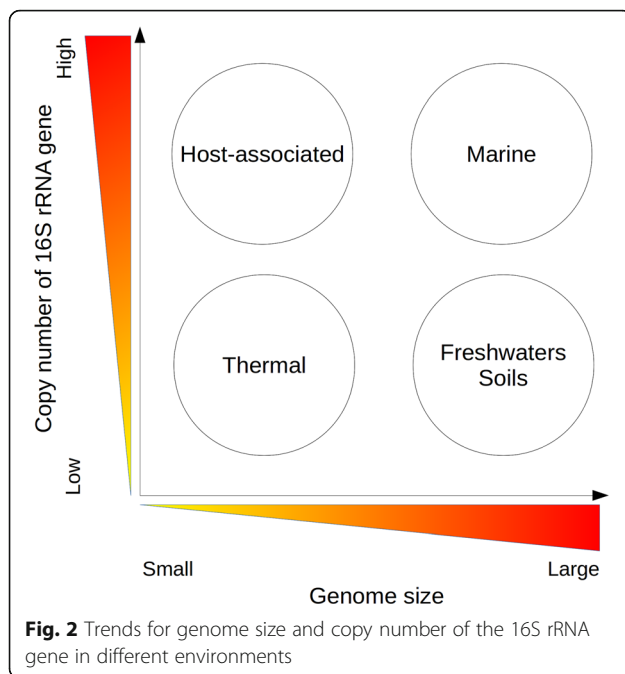 High
Copy number of 16S rRNA gene
Low
Host-associated
Marine
Thermal
Freshwaters
Soils
Small
Large
Genome size
Fig. 2 Trends for genome size and copy number of the 16S rRNA
gene in different environments